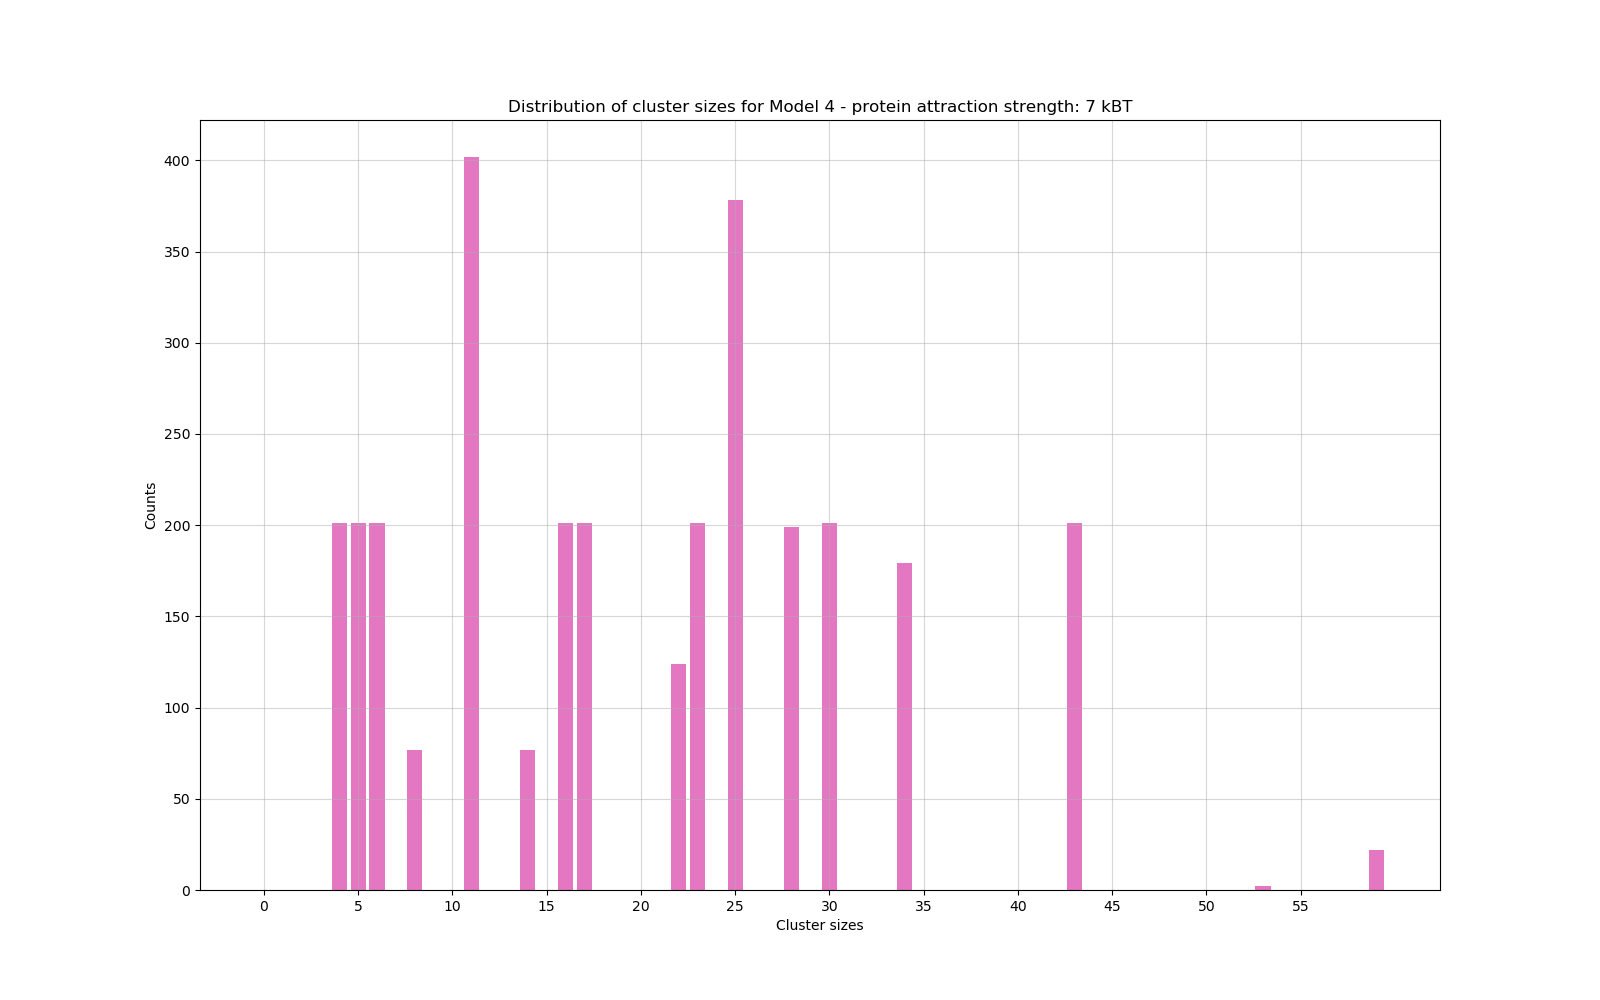 Distribution of cluster sizes for Model 4 - protein attraction strength: 7 kBT
400
350
300
250
200
150
100
50
0
Counts
0 5 10 15 20 25 30 35 40 45 50 55
Cluster sizes